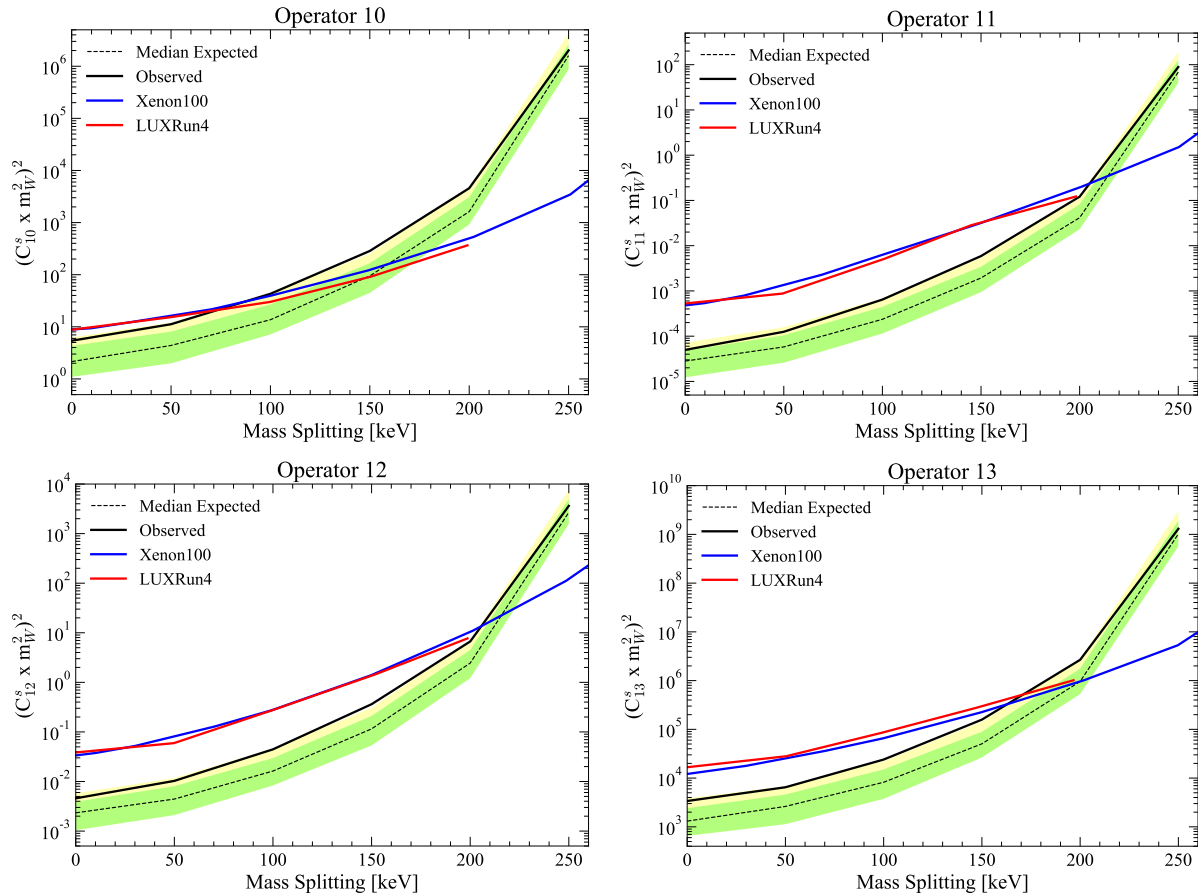 Operator 10
(C^s_10 x m^2_W)^2
10^6
10^5
10^4
10^3
10^2
10^1
10^0
Median Expected
Observed
Xenon100
LUXRun4
0 50 100 150 200 250
Mass Splitting [keV]
Operator 11
(C^s_11 x m^2_W)^2
10^2
10^1
10^0
10^-1
10^-2
10^-3
10^-4
10^-5
Median Expected
Observed
Xenon100
LUXRun4
0 50 100 150 200 250
Mass Splitting [keV]
Operator 12
(C^s_12 x m^2_W)^2
10^4
10^3
10^2
10^1
10^0
10^-1
10^-2
10^-3
Median Expected
Observed
Xenon100
LUXRun4
0 50 100 150 200 250
Mass Splitting [keV]
Operator 13
(C^s_13 x m^2_W)^2
10^10
10^9
10^8
10^7
10^6
10^5
10^4
10^3
Median Expected
Observed
Xenon100
LUXRun4
0 50 100 150 200 250
Mass Splitting [keV]